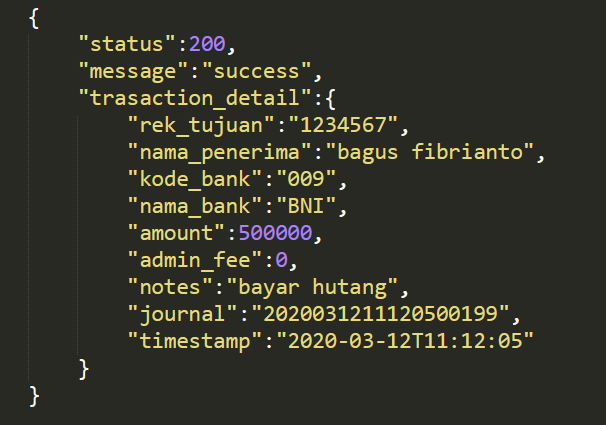 {
    "status":200,
    "message":"success",
    "trasaction_detail":{
        "rek_tujuan":"1234567",
        "nama_penerima":"bagus fibrianto",
        "kode_bank":"009",
        "nama_bank":"BNI",
        "amount":500000,
        "admin_fee":0,
        "notes":"bayar hutang",
        "journal":"2020031211120500199",
        "timestamp":"2020-03-12T11:12:05"
    }
}